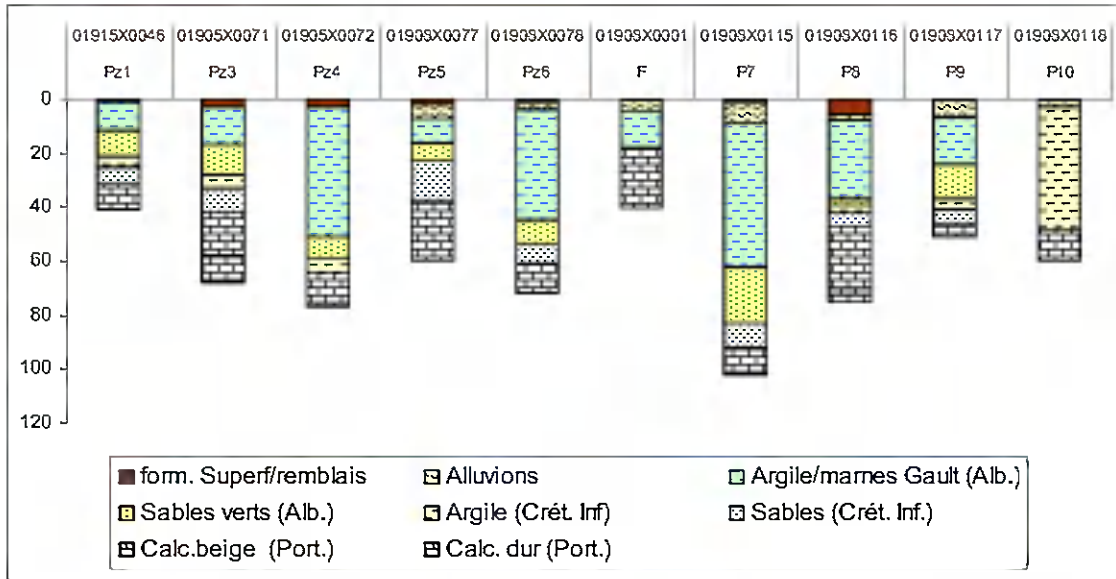 01915X0046 01905X0071 01905X0072 01909X0077 01909X0078 01909X0001 01909X0115 01909X0116 01909X0117 01909X0118
Pz1 Pz3 Pz4 Pz5 Pz6 F P7 P8 P9 P10
0
20
40
60
80
100
120
form. Superf/remblais Alluvions Argile/marnes Gault (Alb.)
Sables verts (Alb.) Argile (Crét. Inf) Sables (Crét. Inf.)
Calc.beige (Port.) Calc. dur (Port.)